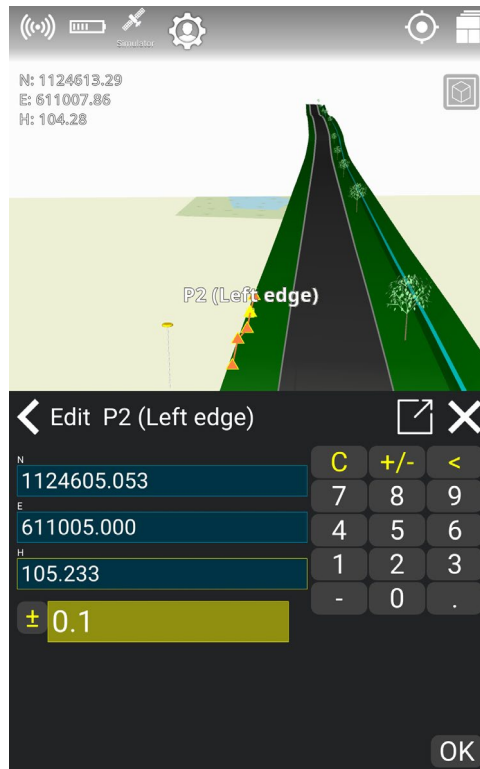 Simulator
N: 1124613.29
E: 611007.86
H: 104.28
P2 (Left edge)
Edit P2 (Left edge)
N
1124605.053
E
611005.000
H
105.233
± 0.1
C +/- <
7 8 9
4 5 6
1 2 3
- 0 .
OK